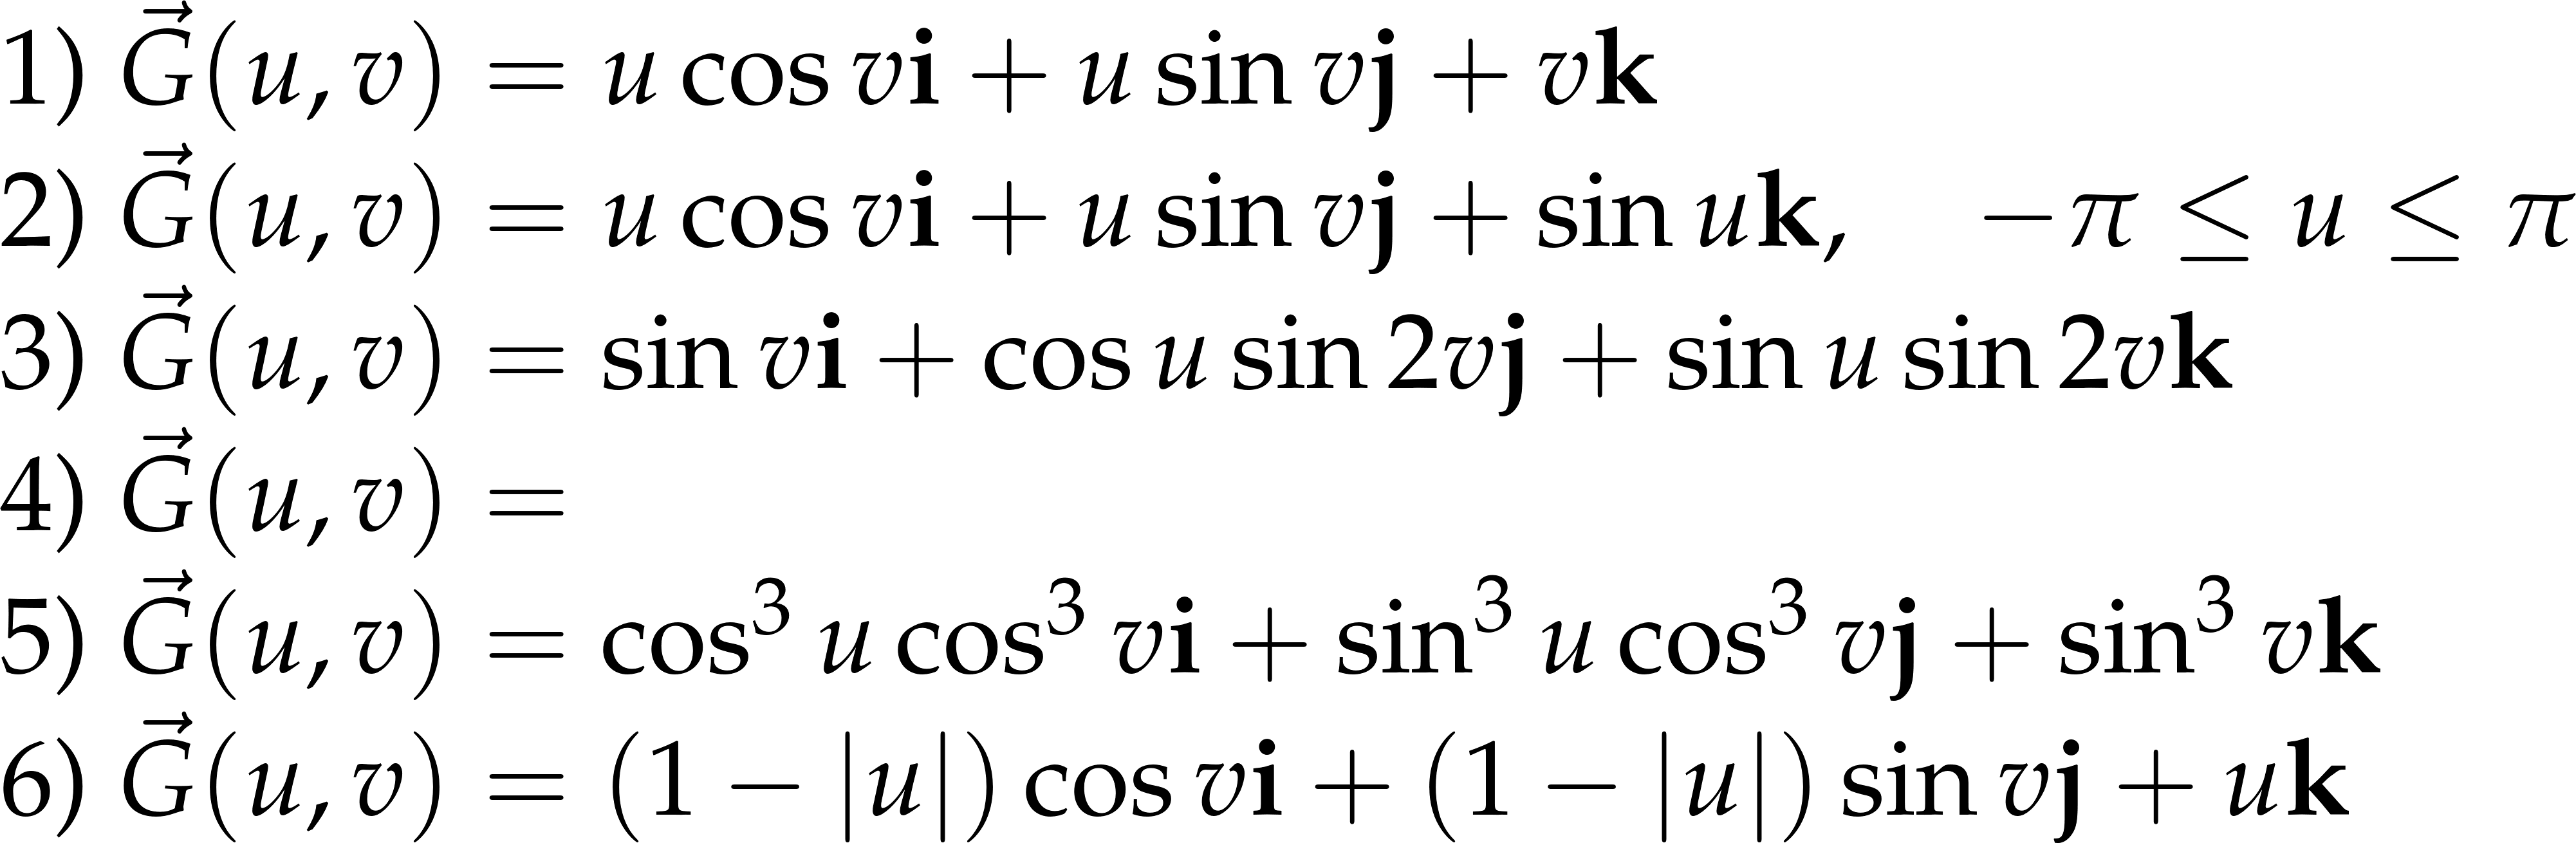 1) $\vec{G}(u, v) = u \cos v\mathbf{i} + u \sin v\mathbf{j} + v\mathbf{k}$
2) $\vec{G}(u, v) = u \cos v\mathbf{i} + u \sin v\mathbf{j} + \sin u\mathbf{k}, \quad -\pi \leq u \leq \pi$
3) $\vec{G}(u, v) = \sin v\mathbf{i} + \cos u \sin 2v\mathbf{j} + \sin u \sin 2v\mathbf{k}$
4) $\vec{G}(u, v) =$
5) $\vec{G}(u, v) = \cos^3 u \cos^3 v\mathbf{i} + \sin^3 u \cos^3 v\mathbf{j} + \sin^3 v\mathbf{k}$
6) $\vec{G}(u, v) = (1 - |u|) \cos v\mathbf{i} + (1 - |u|) \sin v\mathbf{j} + u\mathbf{k}$